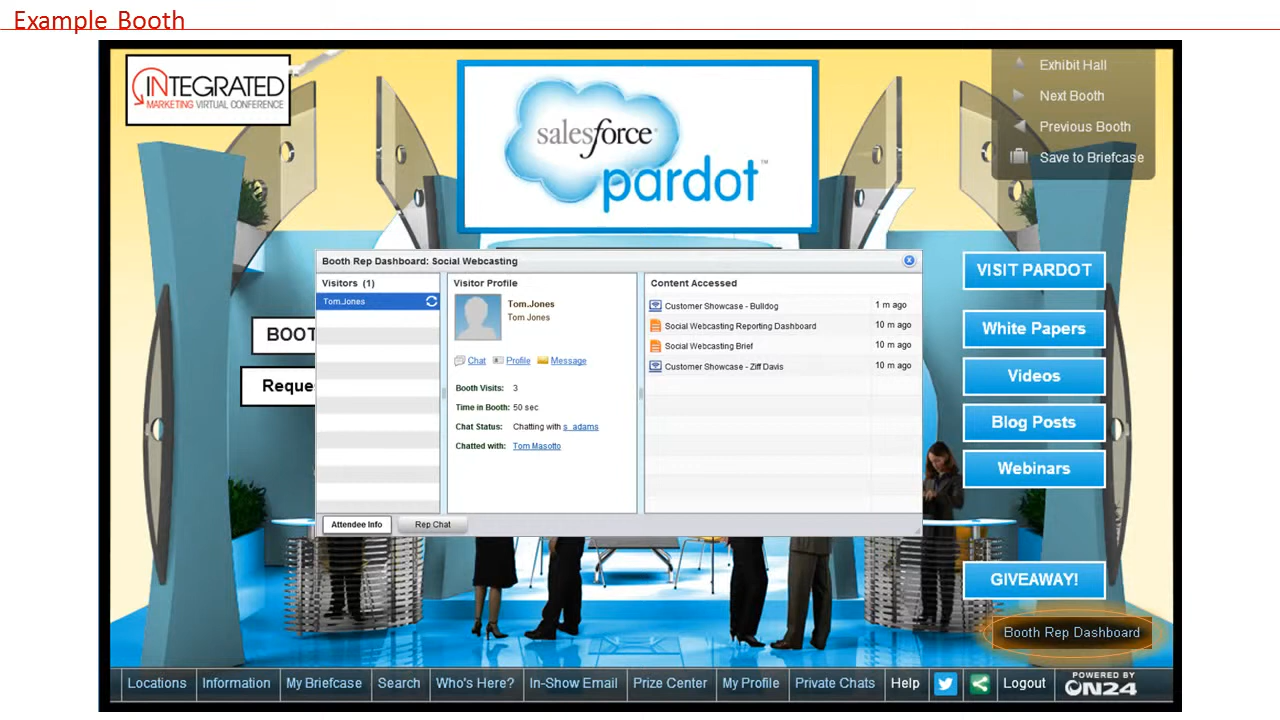 Example Booth
INTEGRATED
MARKETING VIRTUAL CONFERENCE
salesforce
pardot™
Exhibit Hall
Next Booth
Previous Booth
Save to Briefcase
Booth Rep Dashboard: Social Webcasting
Visitors (1)
Tom.Jones
Visitor Profile
Tom.Jones
Tom Jones
Chat Profile Message
Booth Visits: 3
Time in Booth: 50 sec
Chat Status: Chatting with s_adams
Chatted with: Tom Masotto
Content Accessed
Customer Showcase - Bulldog 1 m ago
Social Webcasting Reporting Dashboard 10 m ago
Social Webcasting Brief 10 m ago
Customer Showcase - Ziff Davis 10 m ago
Attendee Info Rep Chat
BOOT
Reque
VISIT PARDOT
White Papers
Videos
Blog Posts
Webinars
GIVEAWAY!
Booth Rep Dashboard
Locations Information My Briefcase Search Who's Here? In-Show Email Prize Center My Profile Private Chats Help Logout
POWERED BY
ON24